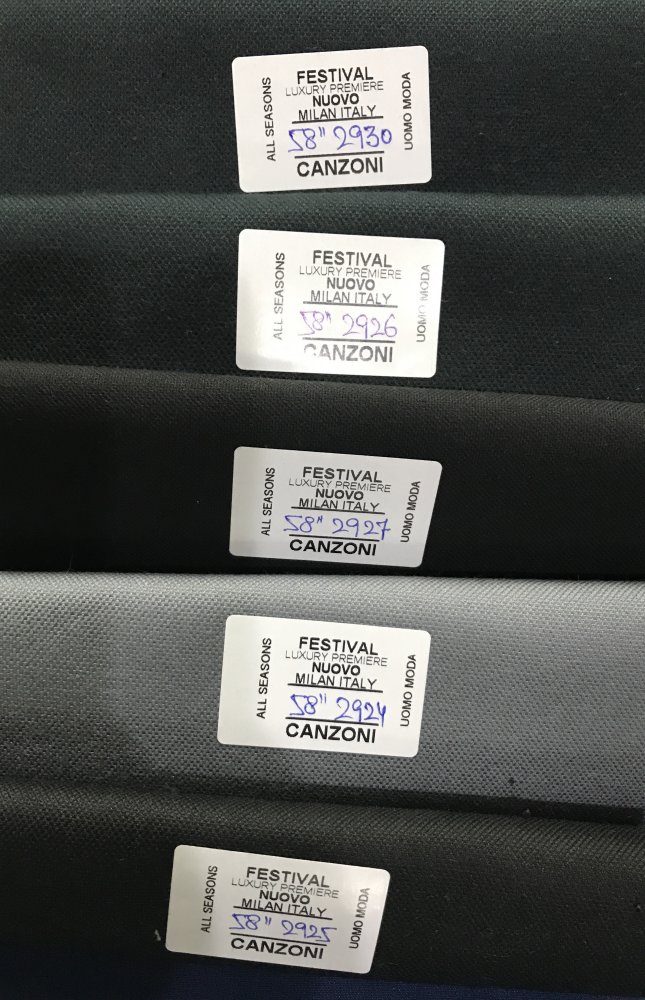 FESTIVAL
LUXURY PREMIERE
NUOVO
MILAN ITALY
58" 2930
CANZONI
ALL SEASONS
UOMO MODA
FESTIVAL
LUXURY PREMIERE
NUOVO
MILAN ITALY
58" 2926
CANZONI
ALL SEASONS
UOMO MODA
FESTIVAL
LUXURY PREMIERE
NUOVO
MILAN ITALY
58" 2927
CANZONI
ALL SEASONS
UOMO MODA
FESTIVAL
LUXURY PREMIERE
NUOVO
MILAN ITALY
58" 2924
CANZONI
ALL SEASONS
UOMO MODA
FESTIVAL
LUXURY PREMIERE
NUOVO
MILAN ITALY
58" 2925
CANZONI
ALL SEASONS
UOMO MODA